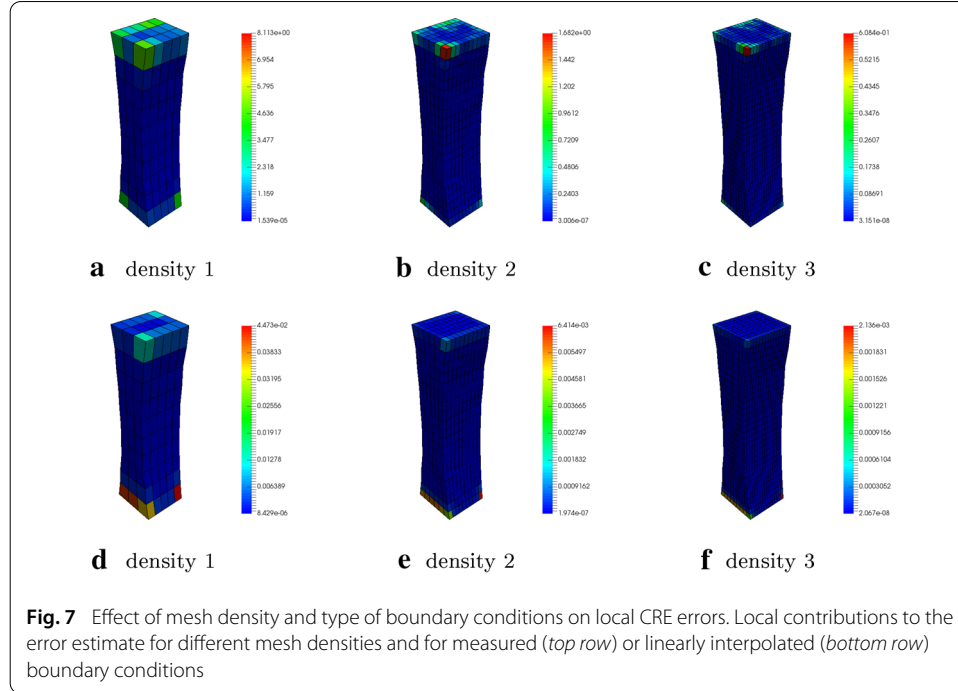 8.113e+00
6.954
5.795
4.636
3.477
2.318
1.159
1.539e-05
1.682e+00
1.442
0.9612
0.7209
0.4806
0.2403
3.006e-07
6.084e-01
0.5215
0.4345
0.2607
0.1738
0.08691
3.151e-08
a density 1
b density 2
c density 3
4.473e-02
0.03833
0.03195
0.02556
0.01917
0.01278
0.006389
8.429e-06
6.414e-03
0.005497
0.004581
0.003665
0.002749
0.001832
0.0009162
1.974e-07
2.136e-03
0.001831
0.001526
0.001221
0.0009156
0.0006104
0.0003052
2.067e-08
d density 1
e density 2
f density 3
Fig. 7 Effect of mesh density and type of boundary conditions on local CRE errors. Local contributions to the
error estimate for different mesh densities and for measured (top row) or linearly interpolated (bottom row)
boundary conditions